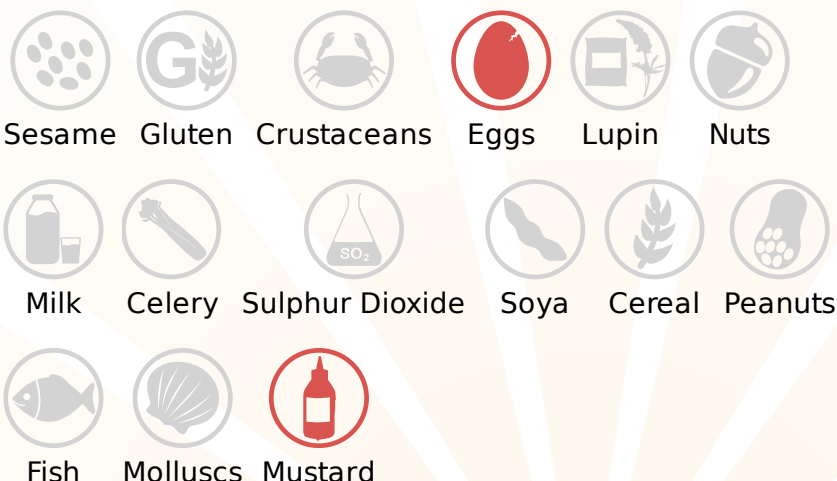 G
Sesame Gluten Crustaceans Eggs Lupin Nuts
SO₂
Milk Celery Sulphur Dioxide Soya Cereal Peanuts
Fish Molluscs Mustard